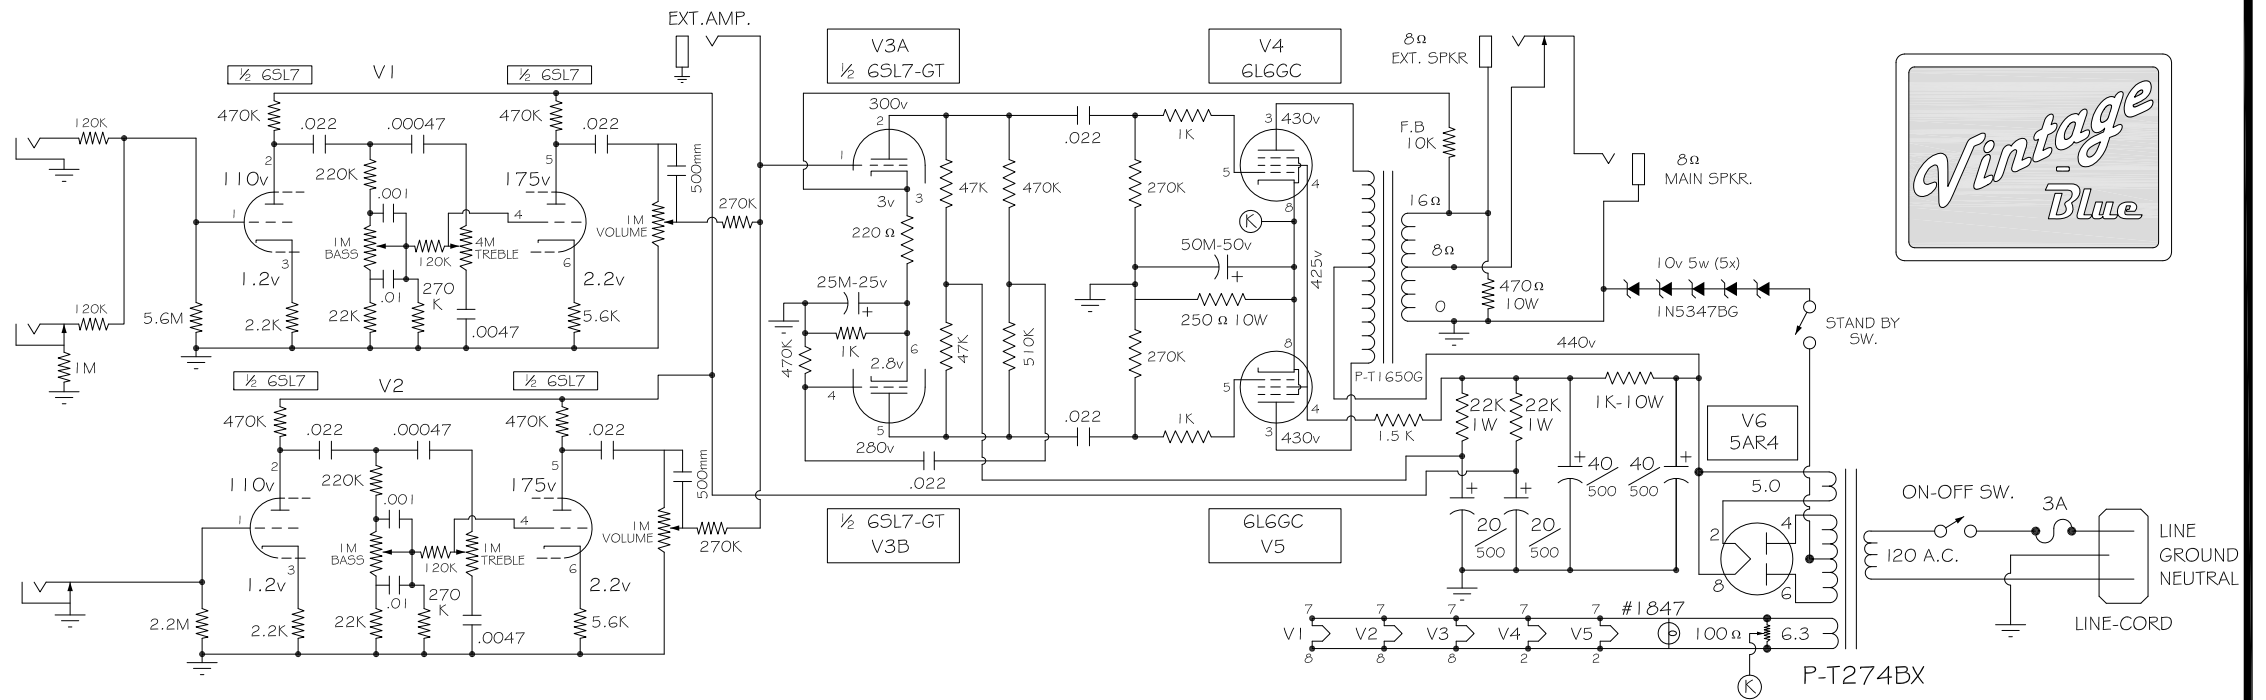 EXT.AMP.
V3A
½ 6SL7-GT
V4
6L6GC
8Ω
EXT. SPKR
½ 6SL7
V1
½ 6SL7
Vintage
-
Blue
470K
.022
.00047
470K
.022
300v
2
.022
1K
3
430v
F.B
10K
8Ω
MAIN SPKR.
120K
2
220K
.001
5
500mm
1
47K
470K
270K
5
4
110v
175v
3v
3
8
16Ω
1
4
270K
K
1M
BASS
120K
4M
TREBLE
1M
VOLUME
220Ω
50M-50v
+
425v
8Ω
3
1.2v
.01
270
K
6
2.2v
25M-25v
+
10v 5w (5x)
1N5347BG
470Ω
10W
0
120K
5.6M
2.2K
22K
.0047
5.6K
470K
1K
6
47K
510K
250Ω 10W
STAND BY
SW.
1M
2.8v
270K
8
440v
½ 6SL7
V2
½ 6SL7
4
5
P-T1650G
4
470K
.022
.00047
470K
.022
5
280v
.022
1K
3
430v
1.5K
22K
1W
22K
1W
1K-10W
V6
5AR4
2
220K
.001
5
500mm
.022
+
+
+
+
40
500
40
500
5.0
110v
175v
1
4
1M
BASS
120K
1M
TREBLE
1M
VOLUME
270K
½ 6SL7-GT
V3B
6L6GC
V5
20
500
20
500
2
4
8
6
ON-OFF SW.
3A
120 A.C.
LINE
GROUND
NEUTRAL
3
1.2v
.01
270
K
6
2.2v
2.2M
2.2K
22K
.0047
5.6K
7
7
7
7
7
#1847
V1
V2
V3
V4
V5
100Ω
6.3
8
8
8
2
2
K
LINE-CORD
P-T274BX